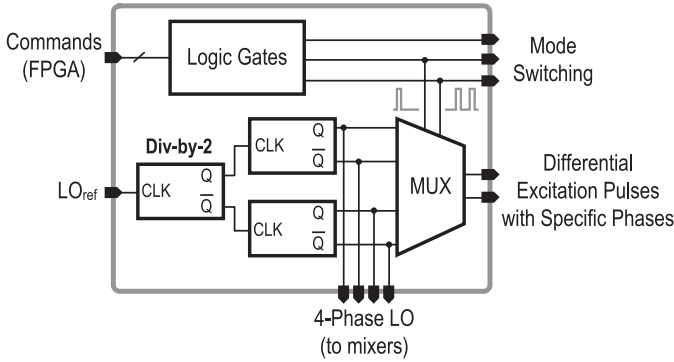 Commands
(FPGA)
Logic Gates
Mode
Switching
Div-by-2
LOref
CLK
Q
Q̅
CLK
Q
Q̅
CLK
Q
Q̅
MUX
Differential
Excitation Pulses
with Specific Phases
4-Phase LO
(to mixers)